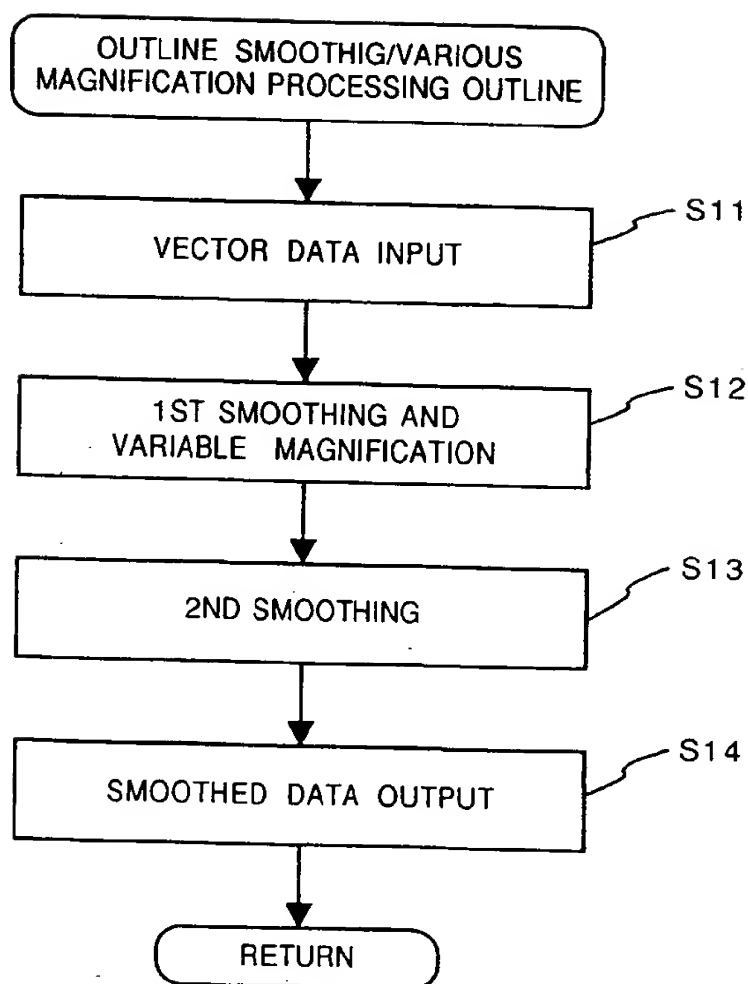 OUTLINE SMOOTHIG/VARIOUS
MAGNIFICATION PROCESSING OUTLINE
S11
VECTOR DATA INPUT
S12
1ST SMOOTHING AND
VARIABLE MAGNIFICATION
S13
2ND SMOOTHING
S14
SMOOTHED DATA OUTPUT
RETURN